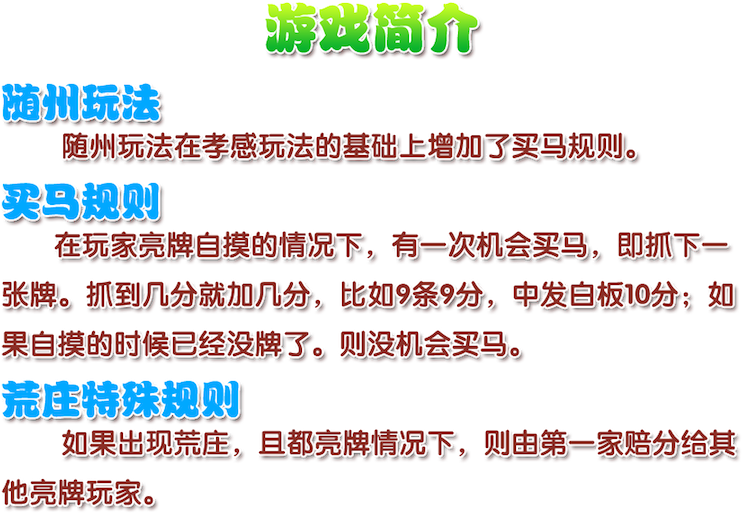 游戏简介
随州玩法
随州玩法在孝感玩法的基础上增加了买马规则。
买马规则
在玩家亮牌自摸的情况下，有一次机会买马，即抓下一
张牌。抓到几分就加几分，比如9条9分，中发白板10分；如
果自摸的时候已经没牌了。则没机会买马。
荒庄特殊规则
如果出现荒庄，且都亮牌情况下，则由第一家赔分给其
他亮牌玩家。